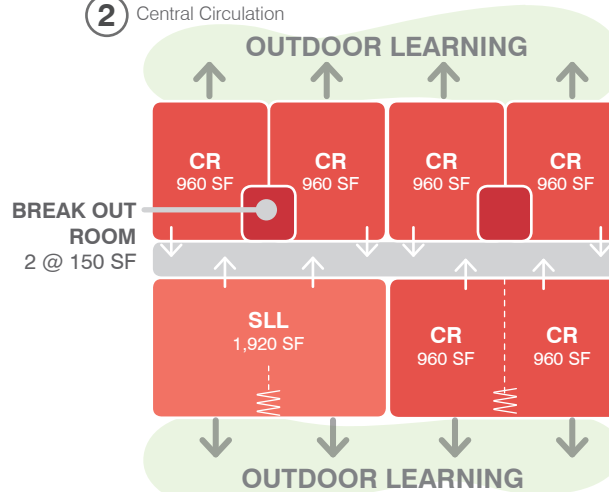 2 Central Circulation
OUTDOOR LEARNING
CR
960 SF
CR
960 SF
CR
960 SF
CR
960 SF
BREAK OUT
ROOM
2 @ 150 SF
SLL
1,920 SF
CR
960 SF
CR
960 SF
OUTDOOR LEARNING